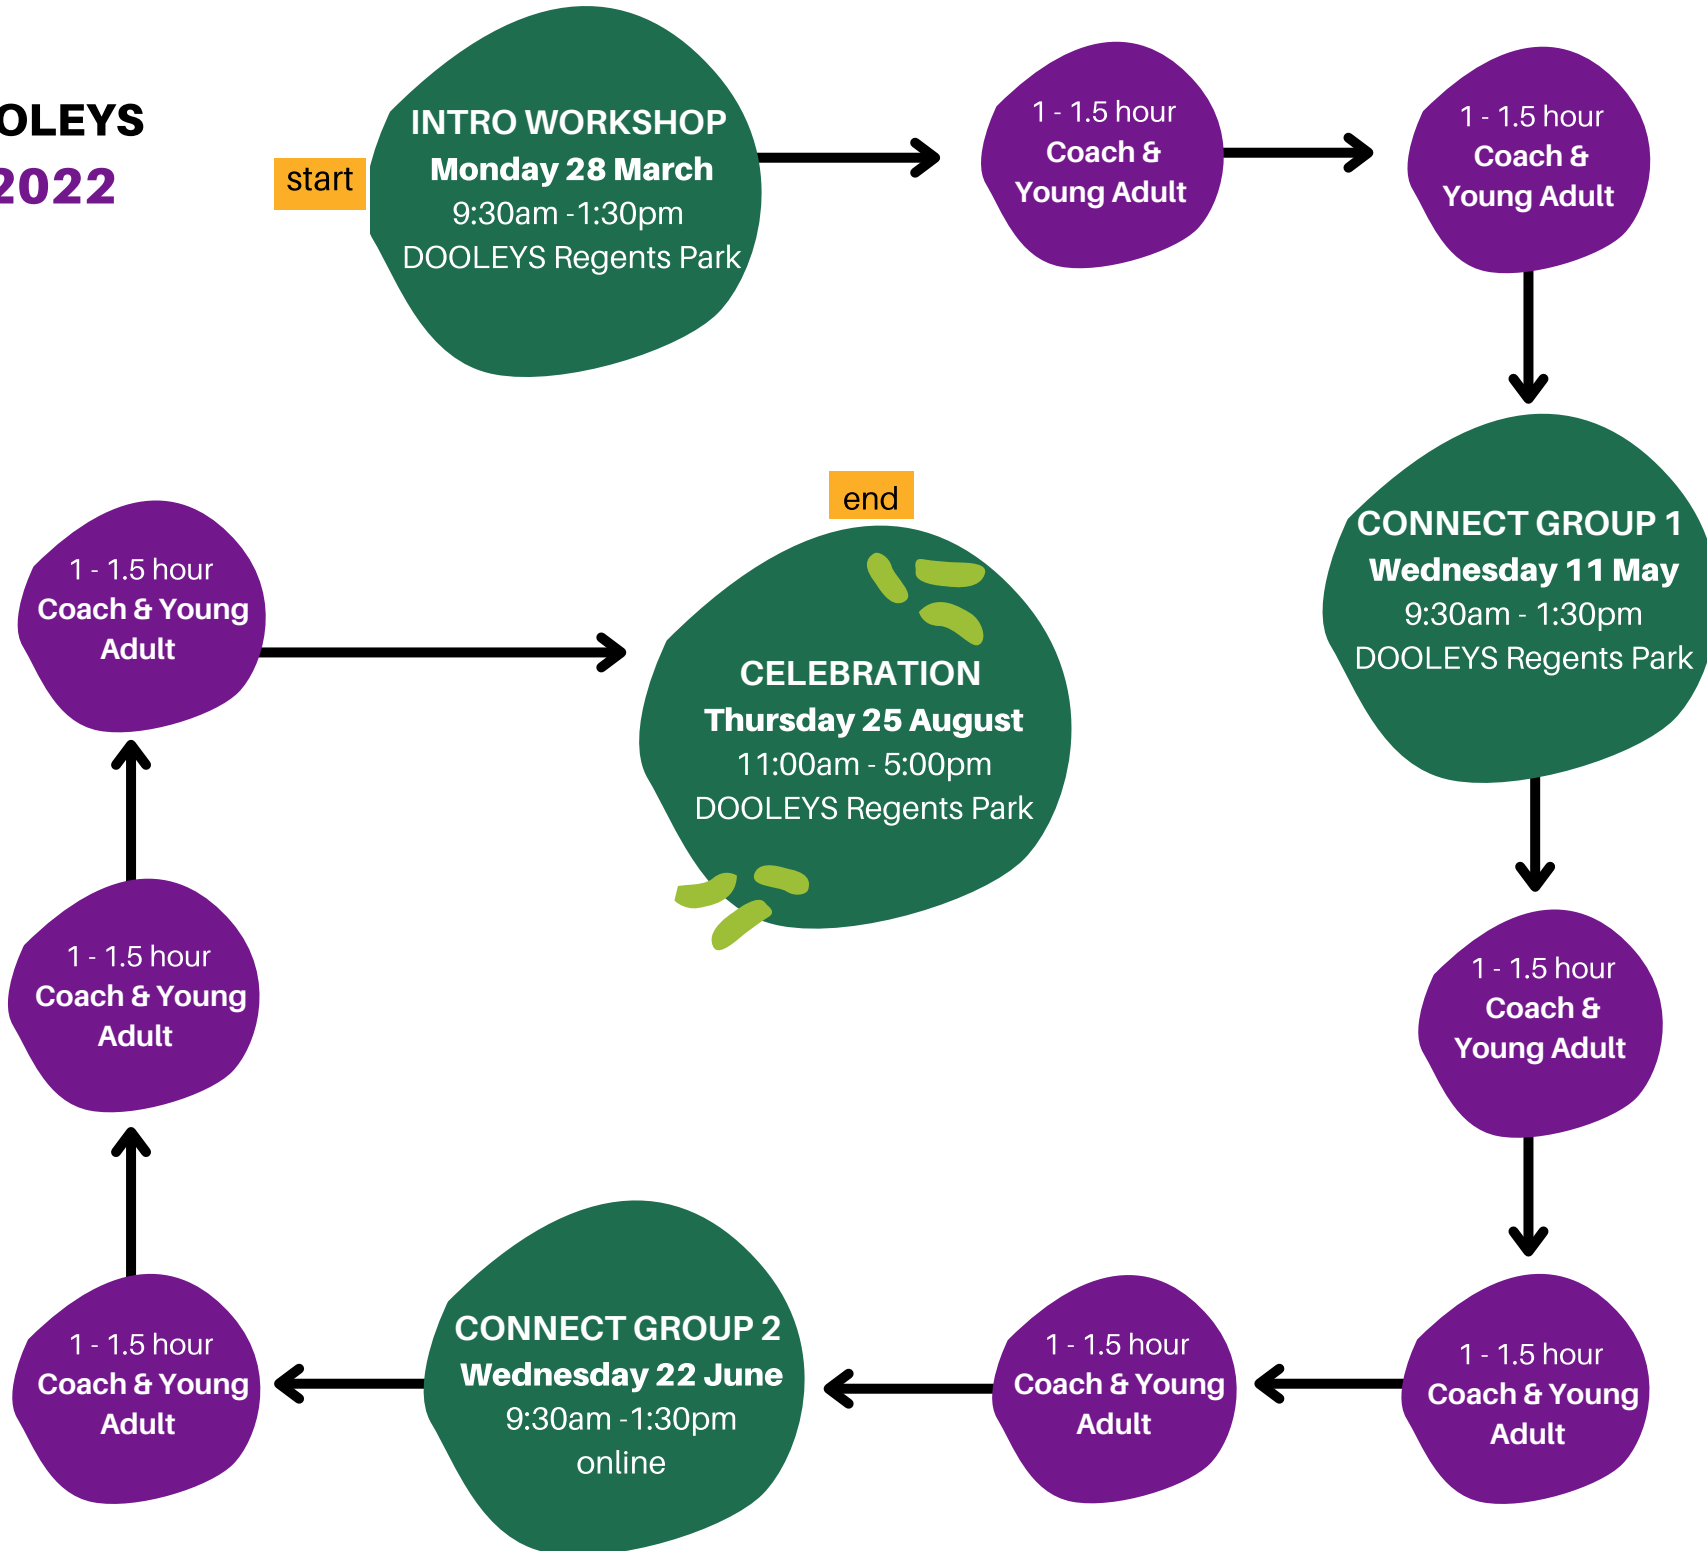 OLEYS
2022
start
INTRO WORKSHOP
Monday 28 March
9:30am -1:30pm
DOOLEYS Regents Park
1 - 1.5 hour
Coach &
Young Adult
1 - 1.5 hour
Coach &
Young Adult
CONNECT GROUP 1
Wednesday 11 May
9:30am - 1:30pm
DOOLEYS Regents Park
1 - 1.5 hour
Coach &
Young Adult
1 - 1.5 hour
Coach & Young
Adult
1 - 1.5 hour
Coach & Young
Adult
CONNECT GROUP 2
Wednesday 22 June
9:30am -1:30pm
online
1 - 1.5 hour
Coach & Young
Adult
1 - 1.5 hour
Coach & Young
Adult
1 - 1.5 hour
Coach & Young
Adult
end
CELEBRATION
Thursday 25 August
11:00am - 5:00pm
DOOLEYS Regents Park